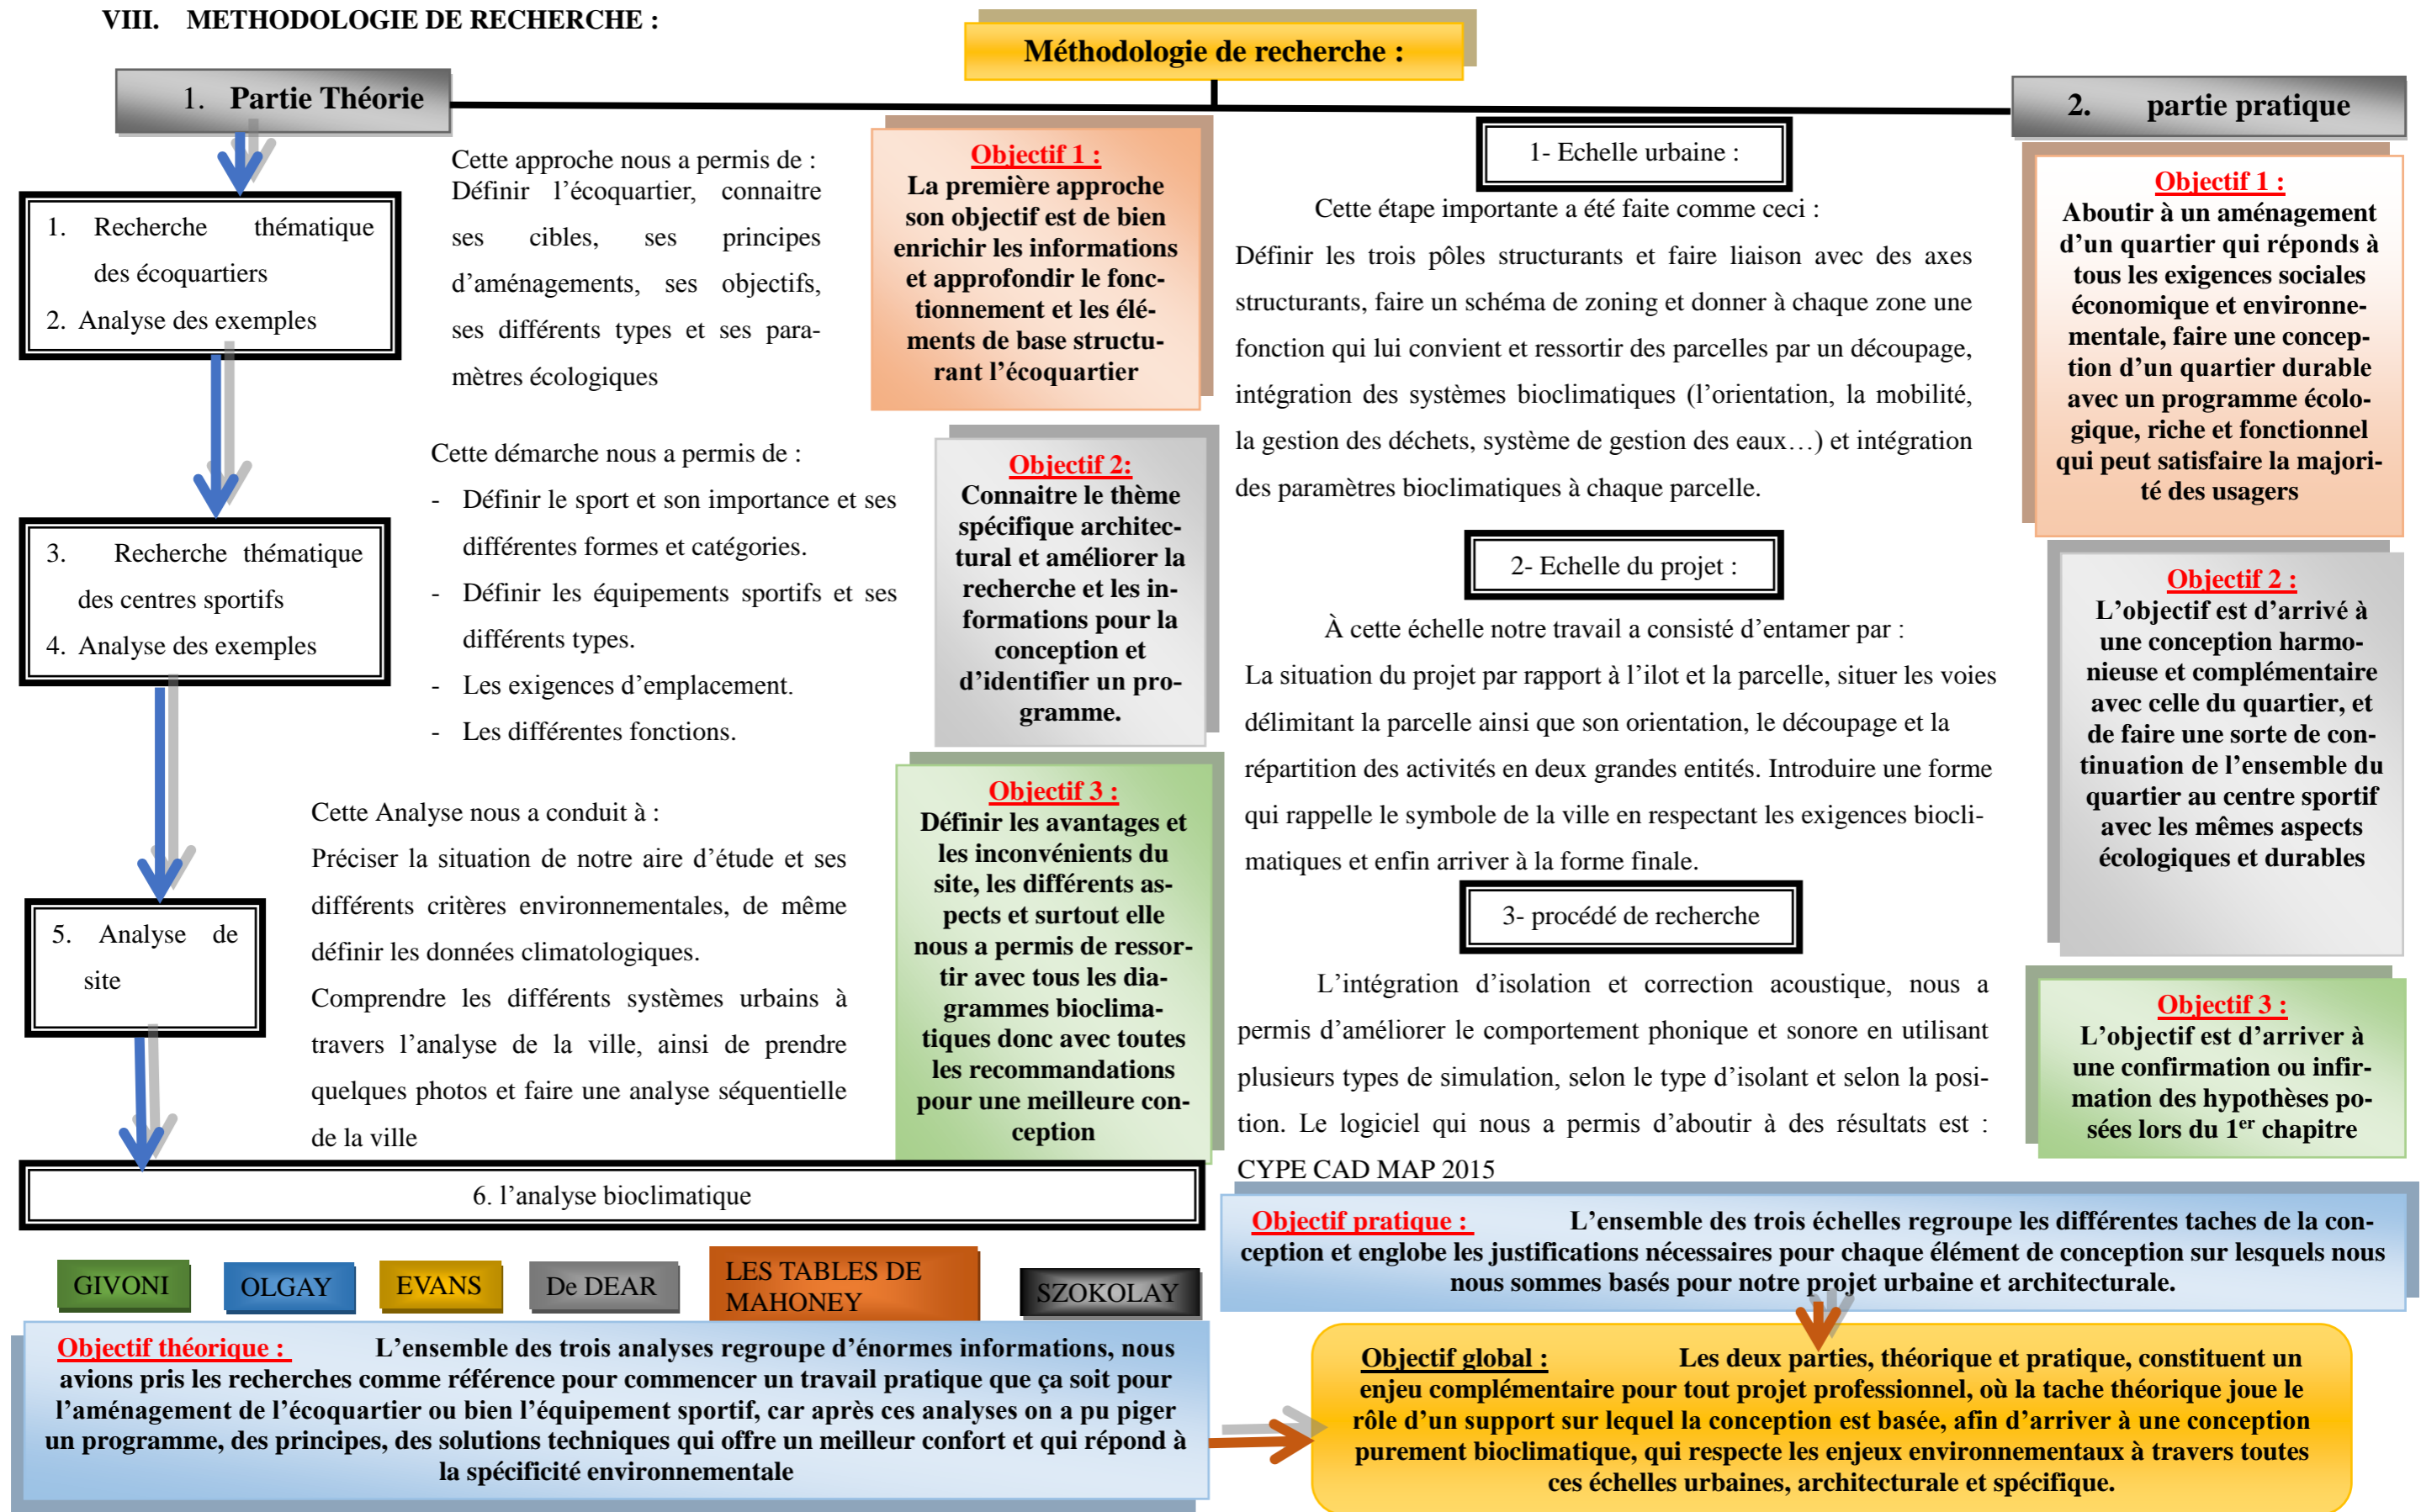 VIII. METHODOLOGIE DE RECHERCHE :
Méthodologie de recherche :
1. Partie Théorie
1. Recherche thématique
des écoquartiers
2. Analyse des exemples
Cette approche nous a permis de :
Définir l’écoquartier, connaitre
ses cibles, ses principes
d’aménagements, ses objectifs,
ses différents types et ses para-
mètres écologiques
Objectif 1 :
La première approche
son objectif est de bien
enrichir les informations
et approfondir le fonc-
tionnement et les élé-
ments de base structu-
rant l’écoquartier
3. Recherche thématique
des centres sportifs
4. Analyse des exemples
Cette démarche nous a permis de :
- Définir le sport et son importance et ses
différentes formes et catégories.
- Définir les équipements sportifs et ses
différents types.
- Les exigences d’emplacement.
- Les différentes fonctions.
Objectif 2:
Connaitre le thème
spécifique architec-
tural et améliorer la
recherche et les in-
formations pour la
conception et
d’identifier un pro-
gramme.
5. Analyse de
site
Cette Analyse nous a conduit à :
Préciser la situation de notre aire d’étude et ses
différents critères environnementales, de même
définir les données climatologiques.
Comprendre les différents systèmes urbains à
travers l’analyse de la ville, ainsi de prendre
quelques photos et faire une analyse séquentielle
de la ville
Objectif 3 :
Définir les avantages et
les inconvénients du
site, les différents as-
pects et surtout elle
nous a permis de ressor-
tir avec tous les dia-
grammes bioclima-
tiques donc avec toutes
les recommandations
pour une meilleure con-
ception
6. l’analyse bioclimatique
GIVONI
OLGAY
EVANS
De DEAR
LES TABLES DE
MAHONEY
SZOKOLAY
Objectif théorique : L’ensemble des trois analyses regroupe d’énormes informations, nous
avions pris les recherches comme référence pour commencer un travail pratique que ça soit pour
l’aménagement de l’écoquartier ou bien l’équipement sportif, car après ces analyses on a pu piger
un programme, des principes, des solutions techniques qui offre un meilleur confort et qui répond à
la spécificité environnementale
2. partie pratique
1- Echelle urbaine :
Cette étape importante a été faite comme ceci :
Définir les trois pôles structurants et faire liaison avec des axes
structurants, faire un schéma de zoning et donner à chaque zone une
fonction qui lui convient et ressortir des parcelles par un découpage,
intégration des systèmes bioclimatiques (l’orientation, la mobilité,
la gestion des déchets, système de gestion des eaux…) et intégration
des paramètres bioclimatiques à chaque parcelle.
Objectif 1 :
Aboutir à un aménagement
d’un quartier qui réponds à
tous les exigences sociales
économique et environne-
mentale, faire une concep-
tion d’un quartier durable
avec un programme écolo-
gique, riche et fonctionnel
qui peut satisfaire la majori-
té des usagers
2- Echelle du projet :
À cette échelle notre travail a consisté d’entamer par :
La situation du projet par rapport à l’ilot et la parcelle, situer les voies
délimitant la parcelle ainsi que son orientation, le découpage et la
répartition des activités en deux grandes entités. Introduire une forme
qui rappelle le symbole de la ville en respectant les exigences biocli-
matiques et enfin arriver à la forme finale.
Objectif 2 :
L’objectif est d’arrivé à
une conception harmo-
nieuse et complémentaire
avec celle du quartier, et
de faire une sorte de con-
tinuation de l’ensemble du
quartier au centre sportif
avec les mêmes aspects
écologiques et durables
3- procédé de recherche
L’intégration d’isolation et correction acoustique, nous a
permis d’améliorer le comportement phonique et sonore en utilisant
plusieurs types de simulation, selon le type d’isolant et selon la posi-
tion. Le logiciel qui nous a permis d’aboutir à des résultats est :
CYPE CAD MAP 2015
Objectif 3 :
L’objectif est d’arriver à
une confirmation ou infir-
mation des hypothèses po-
sées lors du 1er chapitre
Objectif pratique : L’ensemble des trois échelles regroupe les différentes taches de la con-
ception et englobe les justifications nécessaires pour chaque élément de conception sur lesquels nous
nous sommes basés pour notre projet urbaine et architecturale.
Objectif global : Les deux parties, théorique et pratique, constituent un
enjeu complémentaire pour tout projet professionnel, où la tache théorique joue le
rôle d’un support sur lequel la conception est basée, afin d’arriver à une conception
purement bioclimatique, qui respecte les enjeux environnementaux à travers toutes
ces échelles urbaines, architecturale et spécifique.